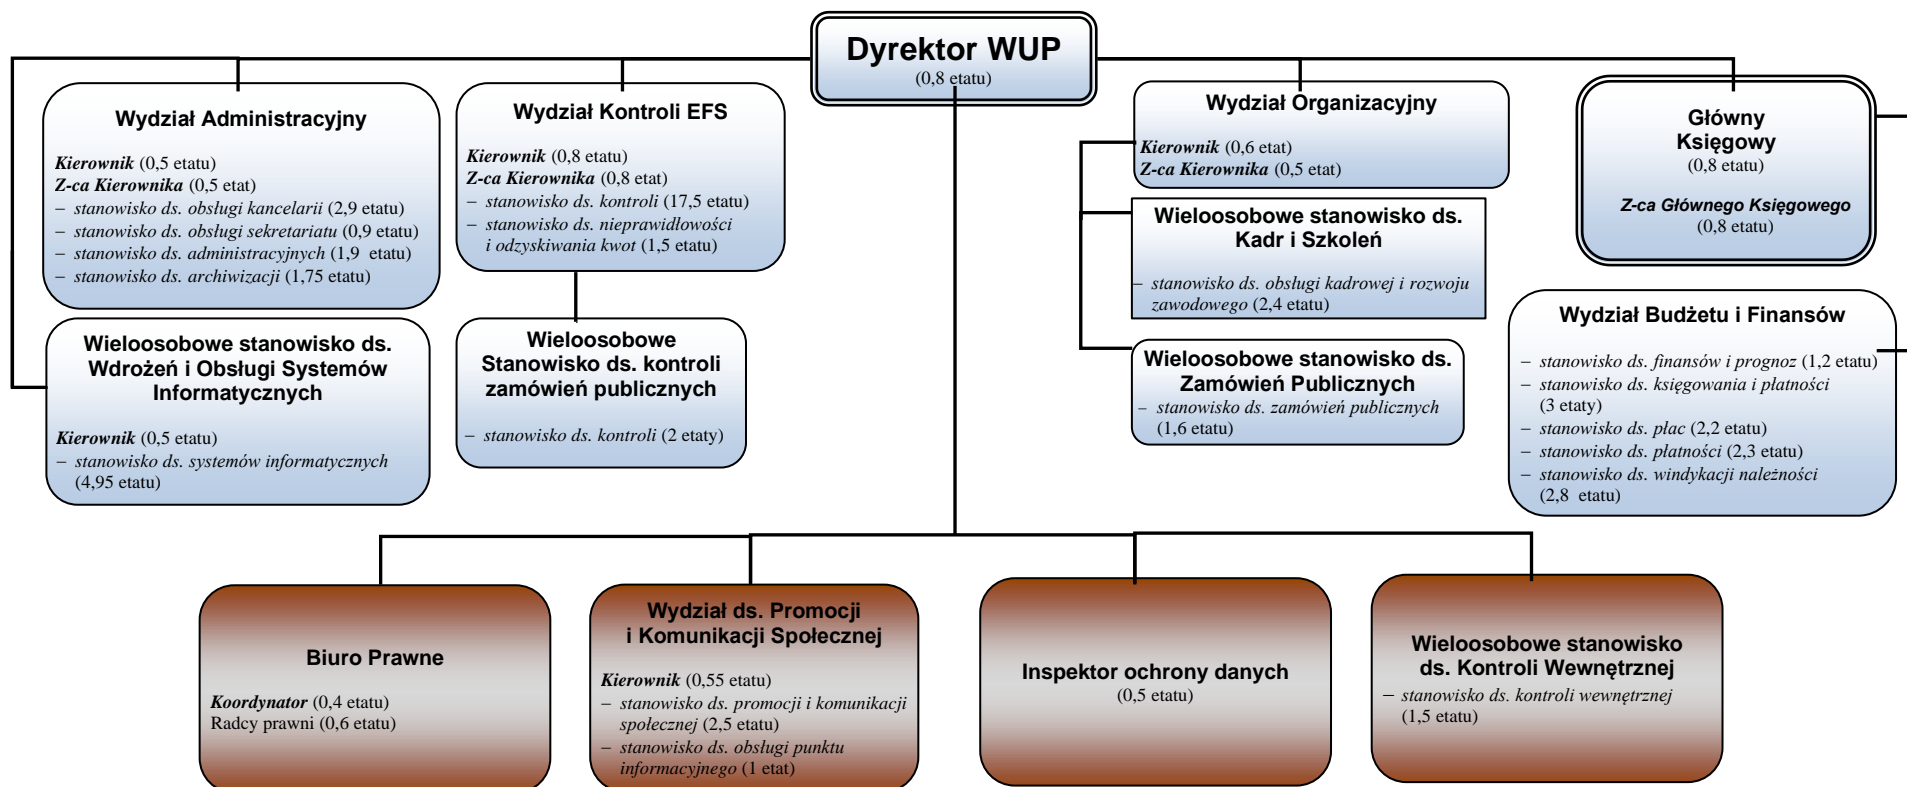 Dyrektor WUP
(0,8 etatu)
Wydział Administracyjny
Kierownik (0,5 etatu)
Z-ca Kierownika (0,5 etat)
– stanowisko ds. obsługi kancelarii (2,9 etatu)
– stanowisko ds. obsługi sekretariatu (0,9 etatu)
– stanowisko ds. administracyjnych (1,9 etatu)
– stanowisko ds. archiwizacji (1,75 etatu)
Wydział Kontroli EFS
Kierownik (0,8 etatu)
Z-ca Kierownika (0,8 etat)
– stanowisko ds. kontroli (17,5 etatu)
– stanowisko ds. nieprawidłowości
i odzyskiwania kwot (1,5 etatu)
Wydział Organizacyjny
Kierownik (0,6 etat)
Z-ca Kierownika (0,5 etat)
Główny
Księgowy
(0,8 etatu)
Z-ca Głównego Księgowego
(0,8 etatu)
Wieloosobowe stanowisko ds.
Kadr i Szkoleń
– stanowisko ds. obsługi kadrowej i rozwoju
zawodowego (2,4 etatu)
Wieloosobowe stanowisko ds.
Wdrożeń i Obsługi Systemów
Informatycznych
Kierownik (0,5 etatu)
– stanowisko ds. systemów informatycznych
(4,95 etatu)
Wieloosobowe
Stanowisko ds. kontroli
zamówień publicznych
– stanowisko ds. kontroli (2 etaty)
Wieloosobowe stanowisko ds.
Zamówień Publicznych
– stanowisko ds. zamówień publicznych
(1,6 etatu)
Wydział Budżetu i Finansów
– stanowisko ds. finansów i prognoz (1,2 etatu)
– stanowisko ds. księgowania i płatności
(3 etaty)
– stanowisko ds. płac (2,2 etatu)
– stanowisko ds. płatności (2,3 etatu)
– stanowisko ds. windykacji należności
(2,8 etatu)
Biuro Prawne
Koordynator (0,4 etatu)
Radcy prawni (0,6 etatu)
Wydział ds. Promocji
i Komunikacji Społecznej
Kierownik (0,55 etatu)
– stanowisko ds. promocji i komunikacji
społecznej (2,5 etatu)
– stanowisko ds. obsługi punktu
informacyjnego (1 etat)
Inspektor ochrony danych
(0,5 etatu)
Wieloosobowe stanowisko
ds. Kontroli Wewnętrznej
– stanowisko ds. kontroli wewnętrznej
(1,5 etatu)